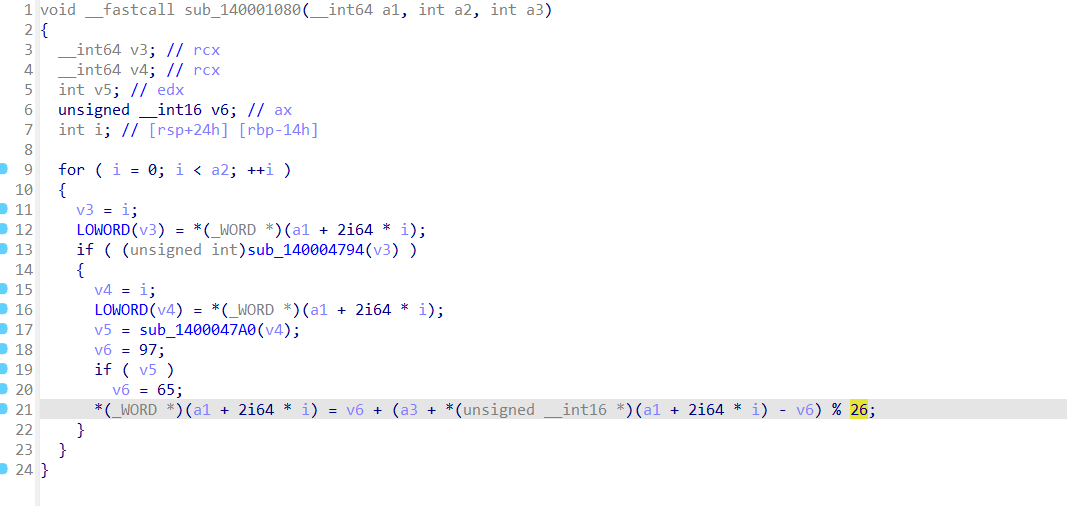 1 void __fastcall sub_140001080(__int64 a1, int a2, int a3)
2 {
3 __int64 v3; // rcx
4 __int64 v4; // rcx
5 int v5; // edx
6 unsigned __int16 v6; // ax
7 int i; // [rsp+24h] [rbp-14h]
8
9 for ( i = 0; i < a2; ++i )
10 {
11 v3 = i;
12 LOWORD(v3) = *(_WORD *)(a1 + 2i64 * i);
13 if ( (unsigned int)sub_140004794(v3) )
14 {
15 v4 = i;
16 LOWORD(v4) = *(_WORD *)(a1 + 2i64 * i);
17 v5 = sub_1400047A0(v4);
18 v6 = 97;
19 if ( v5 )
20 v6 = 65;
21 *(_WORD *)(a1 + 2i64 * i) = v6 + (a3 + *(unsigned __int16 *)(a1 + 2i64 * i) - v6) % 26;
22 }
23 }
24 }